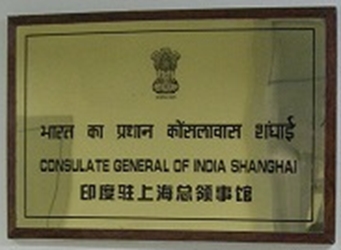 भारत का प्रधान कोंसलावास शंघाई
CONSULATE GENERAL OF INDIA SHANGHAI
印度驻上海总领事馆